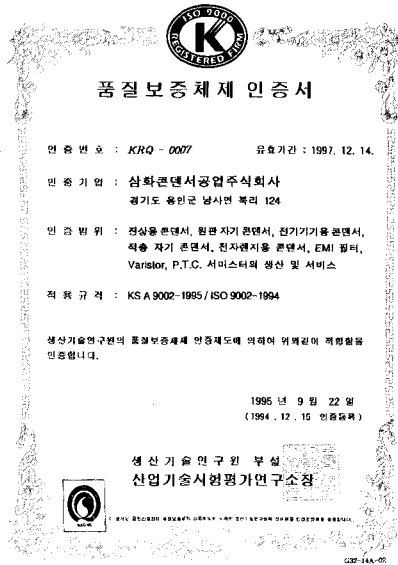 ISO 9000
K
REGISTERED FIRM
품질보증체제 인증서
인증번호 : KRQ - 0007 유효기간 : 1997. 12. 14.
인증기업 : 삼화콘덴서공업주식회사
경기도 용인군 남사면 북리 124
인증범위 : 진상용콘덴서, 원판자기콘덴서, 전기기기용콘덴서,
적층 자기 콘덴서, 전자렌지용 콘덴서, EMI 필터,
Varistor, P.T.C. 서미스터의 생산 및 서비스
적용규격 : KS A 9002-1995 / ISO 9002-1994
생산기술연구원의 품질보증체제 인증제도에 의하여 위와같이 적합함을
인증합니다.
1995 년 9 월 22 일
(1994 . 12 . 15 인증등록)
생산기술연구원 부설
산업기술시험평가연구소장
G32-14A-02